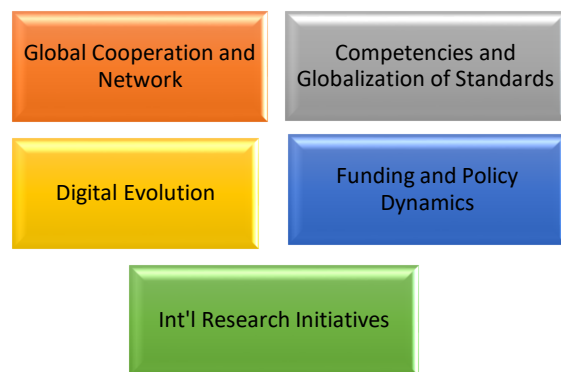 Global Cooperation and
Network
Competencies and
Globalization of Standards
Digital Evolution
Funding and Policy
Dynamics
Int'l Research Initiatives